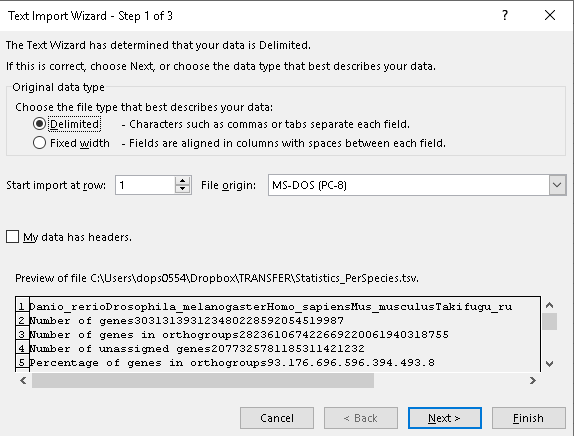 Text Import Wizard - Step 1 of 3
?
The Text Wizard has determined that your data is Delimited.
If this is correct, choose Next, or choose the data type that best describes your data.
Original data type
Choose the file type that best describes your data:
Delimited - Characters such as commas or tabs separate each field.
Fixed width - Fields are aligned in columns with spaces between each field.
Start import at row: 1 File origin: MS-DOS (PC-8)
My data has headers.
Preview of file C:\Users\dops0554\Dropbox\TRANSFER\Statistics_PerSpecies.tsv.
1 Danio_rerioDrosophila_melanogasterHomo_sapiensMus_musculusTakifugu_ru
2 Number of genes303131393123480228592054519987
3 Number of genes in orthogroups282361067422669220061940318755
4 Number of unassigned genes2077325781185311421232
5 Percentage of genes in orthogroups93.176.696.596.394.493.8
Cancel < Back Next > Finish